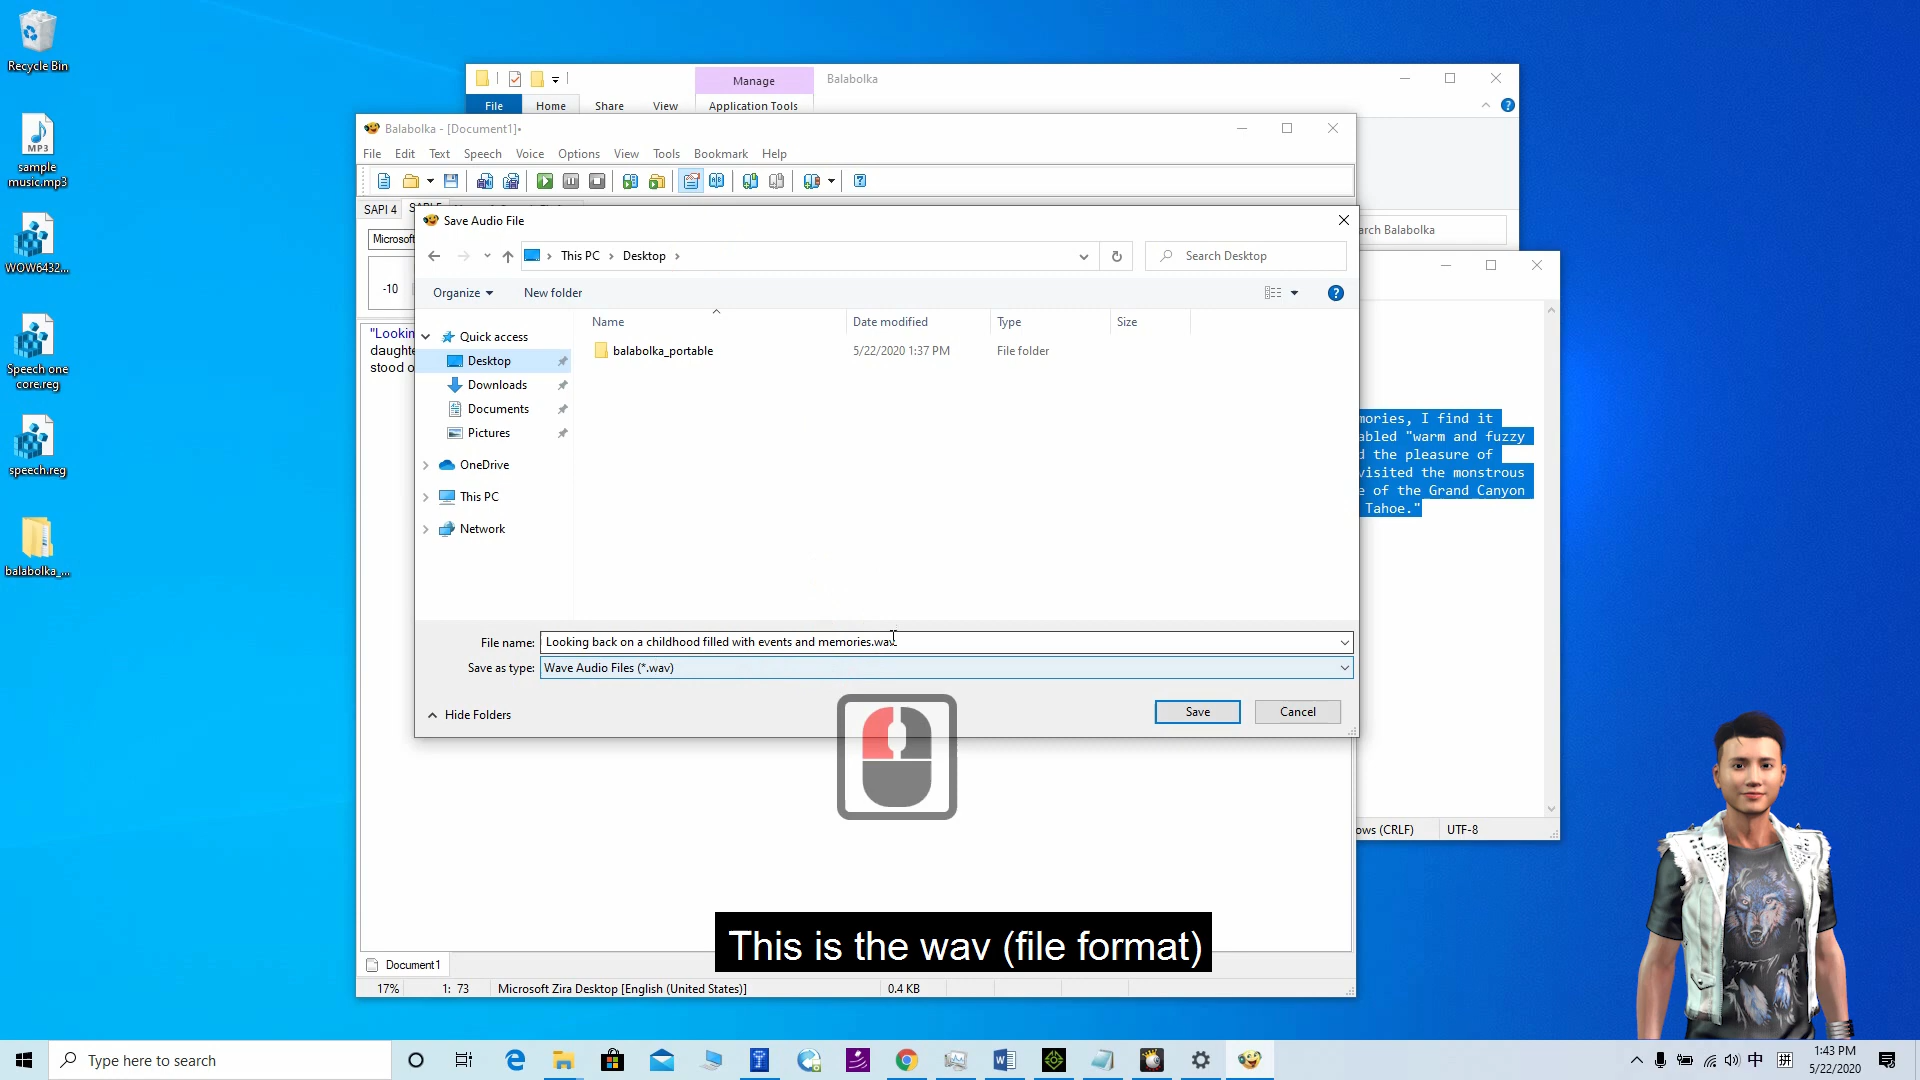 Recycle Bin
MP3
sample
music.mp3
WOW6432...
Speech one
core.reg
speech.reg
balabolka_...
Manage
Balabolka
File
Home
Share
View
Application Tools
Balabolka - [Document1]•
File
Edit
Text
Speech
Voice
Options
View
Tools
Bookmark
Help
SAPI 4
Microsoft
-10
"Lookin
daughte
stood o
Save Audio File
This PC
Desktop
Search Desktop
arch Balabolka
Organize
New folder
Name
Date modified
Type
Size
Quick access
Desktop
Downloads
Documents
Pictures
OneDrive
This PC
Network
balabolka_portable
5/22/2020 1:37 PM
File folder
mories, I find it
abled "warm and fuzzy
d the pleasure of
visited the monstrous
e of the Grand Canyon
Tahoe."
File name:
Looking back on a childhood filled with events and memories.wav
Save as type:
Wave Audio Files (*.wav)
Hide Folders
Save
Cancel
ows (CRLF)
UTF-8
This is the wav (file format)
Document1
17%
1: 73
Microsoft Zira Desktop [English (United States)]
0.4 KB
Type here to search
中
拼
1:43 PM
5/22/2020